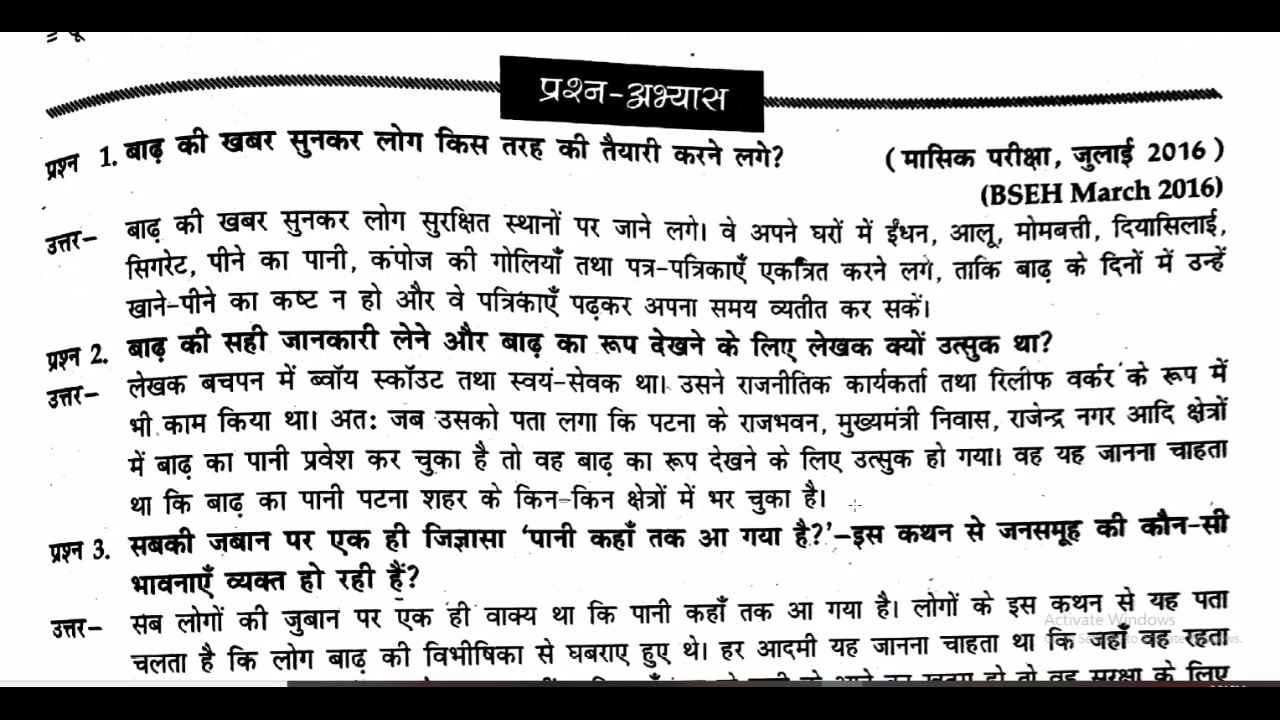 प्रश्न-अभ्यास
प्रश्न 1. बाढ़ की खबर सुनकर लोग किस तरह की तैयारी करने लगे? (मासिक परीक्षा, जुलाई 2016)
(BSEH March 2016)
उत्तर– बाढ़ की खबर सुनकर लोग सुरक्षित स्थानों पर जाने लगे। वे अपने घरों में ईंधन, आलू, मोमबत्ती, दियासिलाई,
सिगरेट, पीने का पानी, कंपोज की गोलियाँ तथा पत्र-पत्रिकाएँ एकत्रित करने लगे, ताकि बाढ़ के दिनों में उन्हें
खाने-पीने का कष्ट न हो और वे पत्रिकाएँ पढ़कर अपना समय व्यतीत कर सकें।
प्रश्न 2. बाढ़ की सही जानकारी लेने और बाढ़ का रूप देखने के लिए लेखक क्यों उत्सुक था?
उत्तर– लेखक बचपन में ब्वॉय स्कॉउट तथा स्वयं-सेवक था। उसने राजनीतिक कार्यकर्ता तथा रिलीफ वर्कर के रूप में
भी काम किया था। अतः जब उसको पता लगा कि पटना के राजभवन, मुख्यमंत्री निवास, राजेन्द्र नगर आदि क्षेत्रों
में बाढ़ का पानी प्रवेश कर चुका है तो वह बाढ़ का रूप देखने के लिए उत्सुक हो गया। वह यह जानना चाहता
था कि बाढ़ का पानी पटना शहर के किन-किन क्षेत्रों में भर चुका है।
प्रश्न 3. सबकी जबान पर एक ही जिज्ञासा 'पानी कहाँ तक आ गया है?'–इस कथन से जनसमूह की कौन-सी
भावनाएँ व्यक्त हो रही हैं?
उत्तर– सब लोगों की जुबान पर एक ही वाक्य था कि पानी कहाँ तक आ गया है। लोगों के इस कथन से यह पता
Activate Windows
चलता है कि लोग बाढ़ की विभीषिका से घबराए हुए थे। हर आदमी यह जानना चाहता था कि जहाँ वह रहता
हो तो वह सुरक्षा के लिए